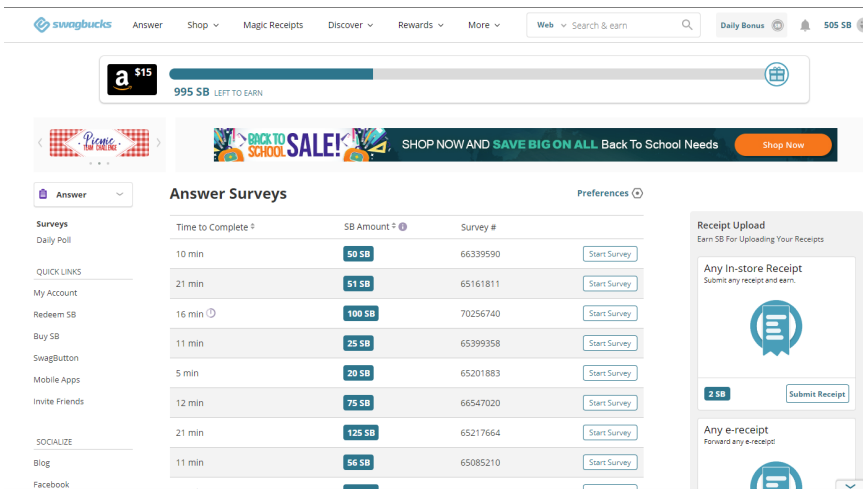 swagbucks Answer Shop Magic Receipts Discover Rewards More Web Search & earn Daily Bonus 505 SB
a $15
995 SB LEFT TO EARN
Picnic
TEAM CHALLENGE
BACK TO SCHOOL SALE! SHOP NOW AND SAVE BIG ON ALL Back To School Needs Shop Now
Answer
Surveys
Daily Poll
QUICK LINKS
My Account
Redeem SB
Buy SB
SwagButton
Mobile Apps
Invite Friends
SOCIALIZE
Blog
Facebook
Answer Surveys Preferences
Time to Complete SB Amount Survey #
10 min 50 SB 66339590 Start Survey
21 min 51 SB 65161811 Start Survey
16 min 100 SB 70256740 Start Survey
11 min 25 SB 65399358 Start Survey
5 min 20 SB 65201883 Start Survey
12 min 75 SB 66547020 Start Survey
21 min 125 SB 65217664 Start Survey
11 min 56 SB 65085210 Start Survey
Receipt Upload
Earn SB For Uploading Your Receipts
Any In-store Receipt
Submit any receipt and earn.
2 SB Submit Receipt
Any e-receipt
Forward any e-receipt!